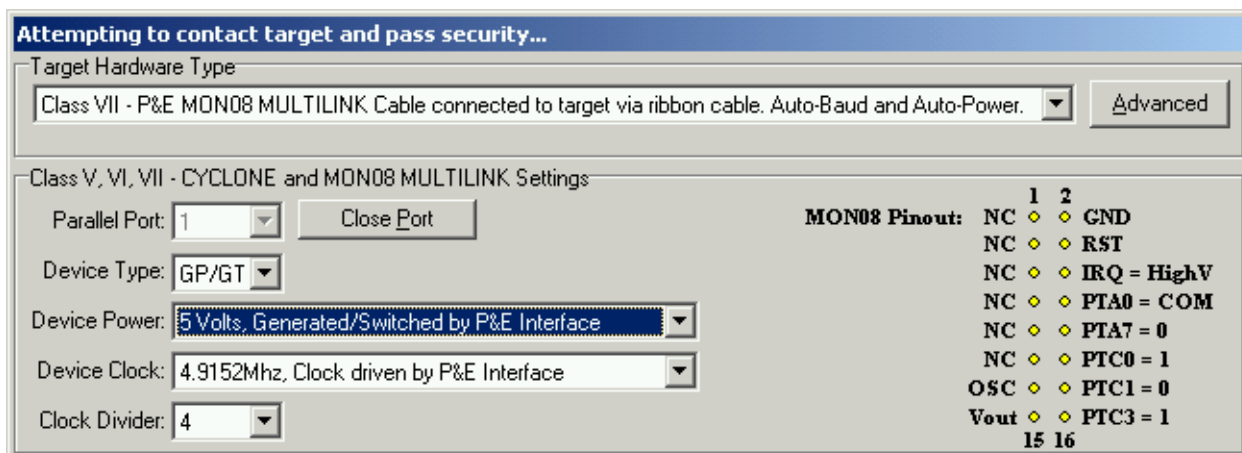 Attempting to contact target and pass security...
Target Hardware Type
Class VII - P&E MON08 MULTILINK Cable connected to target via ribbon cable. Auto-Baud and Auto-Power. Advanced
Class V, VI, VII - CYCLONE and MON08 MULTILINK Settings
Parallel Port: 1 Close Port
Device Type: GP/GT
Device Power: 5 Volts, Generated/Switched by P&E Interface
Device Clock: 4.9152Mhz, Clock driven by P&E Interface
Clock Divider: 4
1 2
MON08 Pinout: NC GND
NC RST
NC IRQ = HighV
NC PTA0 = COM
NC PTA7 = 0
NC PTC0 = 1
OSC PTC1 = 0
Vout PTC3 = 1
15 16